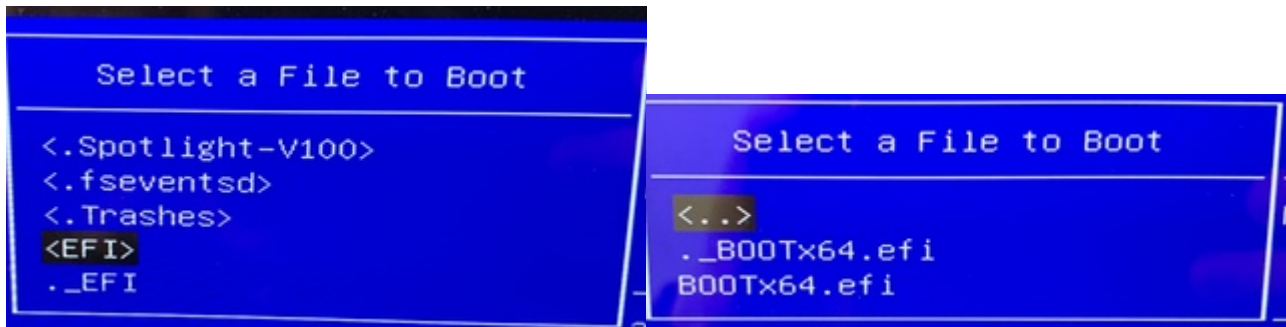 Select a File to Boot
<.Spotlight-V100>
<.fseventsd>
<.Trashes>
<EFI>
._EFI
Select a File to Boot
<..>
._BOOTx64.efi
BOOTx64.efi